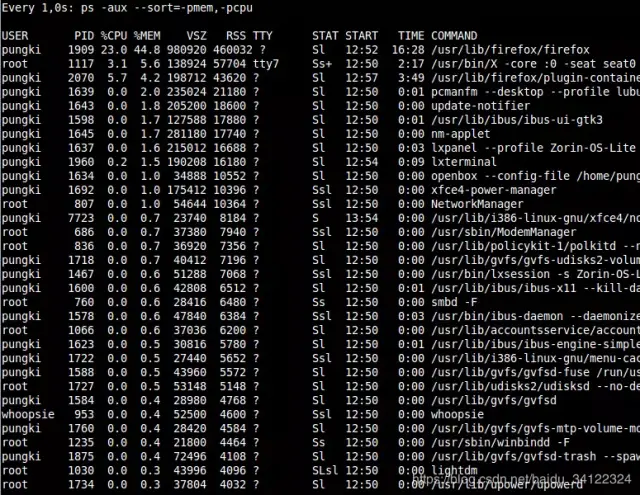 Every 1,0s: ps -aux --sort=-pmem,-pcpu
USER PID %CPU %MEM VSZ RSS TTY STAT START TIME COMMAND
pungki 1909 23.0 44.8 980920 460032 ? Sl 12:52 16:28 /usr/lib/firefox/firefox
root 1117 3.1 5.6 138924 57704 tty7 Ss+ 12:50 2:17 /usr/bin/X -core :0 -seat seat0
pungki 2070 5.7 4.2 198712 43620 ? Sl 12:57 3:49 /usr/lib/firefox/plugin-containe
pungki 1639 0.0 2.0 235024 21180 ? Sl 12:50 0:01 pcmanfm --desktop --profile lubu
pungki 1643 0.0 1.8 205200 18600 ? Sl 12:50 0:00 update-notifier
pungki 1598 0.0 1.7 127588 17880 ? Sl 12:50 0:01 /usr/lib/ibus/ibus-ui-gtk3
pungki 1645 0.0 1.7 281180 17740 ? Sl 12:50 0:00 nm-applet
pungki 1637 0.0 1.6 215012 16688 ? Sl 12:50 0:03 lxpanel --profile Zorin-OS-Lite
pungki 1960 0.2 1.5 190208 16180 ? Sl 12:54 0:09 lxterminal
pungki 1634 0.0 1.0 34888 10552 ? Sl 12:50 0:00 openbox --config-file /home/pung
pungki 1692 0.0 1.0 175412 10396 ? Ssl 12:50 0:00 xfce4-power-manager
root 807 0.0 1.0 54644 10364 ? Ssl 12:50 0:00 NetworkManager
pungki 7723 0.0 0.7 23740 8184 ? S 13:54 0:00 /usr/lib/i386-linux-gnu/xfce4/no
root 686 0.0 0.7 37380 7940 ? Ssl 12:50 0:00 /usr/sbin/ModemManager
root 836 0.0 0.7 36920 7356 ? Sl 12:50 0:00 /usr/lib/policykit-1/polkitd --n
pungki 1718 0.0 0.7 40412 7196 ? Sl 12:50 0:00 /usr/lib/gvfs/gvfs-udisks2-volum
pungki 1467 0.0 0.6 51288 7068 ? Ssl 12:50 0:00 /usr/bin/lxsession -s Zorin-OS-L
pungki 1600 0.0 0.6 42808 6512 ? Sl 12:50 0:01 /usr/lib/ibus/ibus-x11 --kill-da
root 760 0.0 0.6 28416 6480 ? Ss 12:50 0:00 smbd -F
pungki 1578 0.0 0.6 47840 6384 ? Ssl 12:50 0:03 /usr/bin/ibus-daemon --daemonize
root 1066 0.0 0.6 37036 6200 ? Sl 12:50 0:00 /usr/lib/accountsservice/account
pungki 1623 0.0 0.5 30816 5780 ? Sl 12:50 0:01 /usr/lib/ibus/ibus-engine-simple
pungki 1722 0.0 0.5 27440 5652 ? Ssl 12:50 0:00 /usr/lib/i386-linux-gnu/menu-cac
pungki 1588 0.0 0.5 43960 5572 ? Sl 12:50 0:00 /usr/lib/gvfs/gvfsd-fuse /run/us
root 1727 0.0 0.5 53148 5148 ? Sl 12:50 0:00 /usr/lib/udisks2/udisksd --no-de
pungki 1584 0.0 0.4 28980 4768 ? Sl 12:50 0:00 /usr/lib/gvfs/gvfsd
whoopsie 953 0.0 0.4 52500 4600 ? Ssl 12:50 0:00 whoopsie
pungki 1760 0.0 0.4 28420 4584 ? Sl 12:50 0:00 /usr/lib/gvfs/gvfs-mtp-volume-mo
root 1235 0.0 0.4 21800 4464 ? Ss 12:50 0:00 /usr/sbin/winbindd -F
pungki 1875 0.0 0.4 72496 4108 ? Sl 12:50 0:00 /usr/lib/gvfs/gvfsd-trash --spaw
root 1030 0.0 0.3 43996 4096 ? SLsl 12:50 0:00 lightdm
root 1734 0.0 0.3 37804 4032 ? Sl 12:50 0:00 /usr/lib/upower/upowerd
https://blog.csdn.net/baidu_34122324